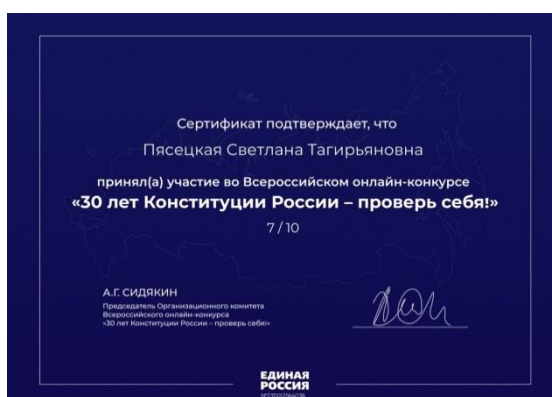 Сертификат подтверждает, что
Пясецкая Светлана Тагирьяновна
принял(а) участие во Всероссийском онлайн-конкурсе
«30 лет Конституции России – проверь себя!»
7 / 10
А.Г. СИДЯКИН
Председатель Организационного комитета
Всероссийского онлайн-конкурса
«30 лет Конституции России – проверь себя!»
ЕДИНАЯ
РОССИЯ